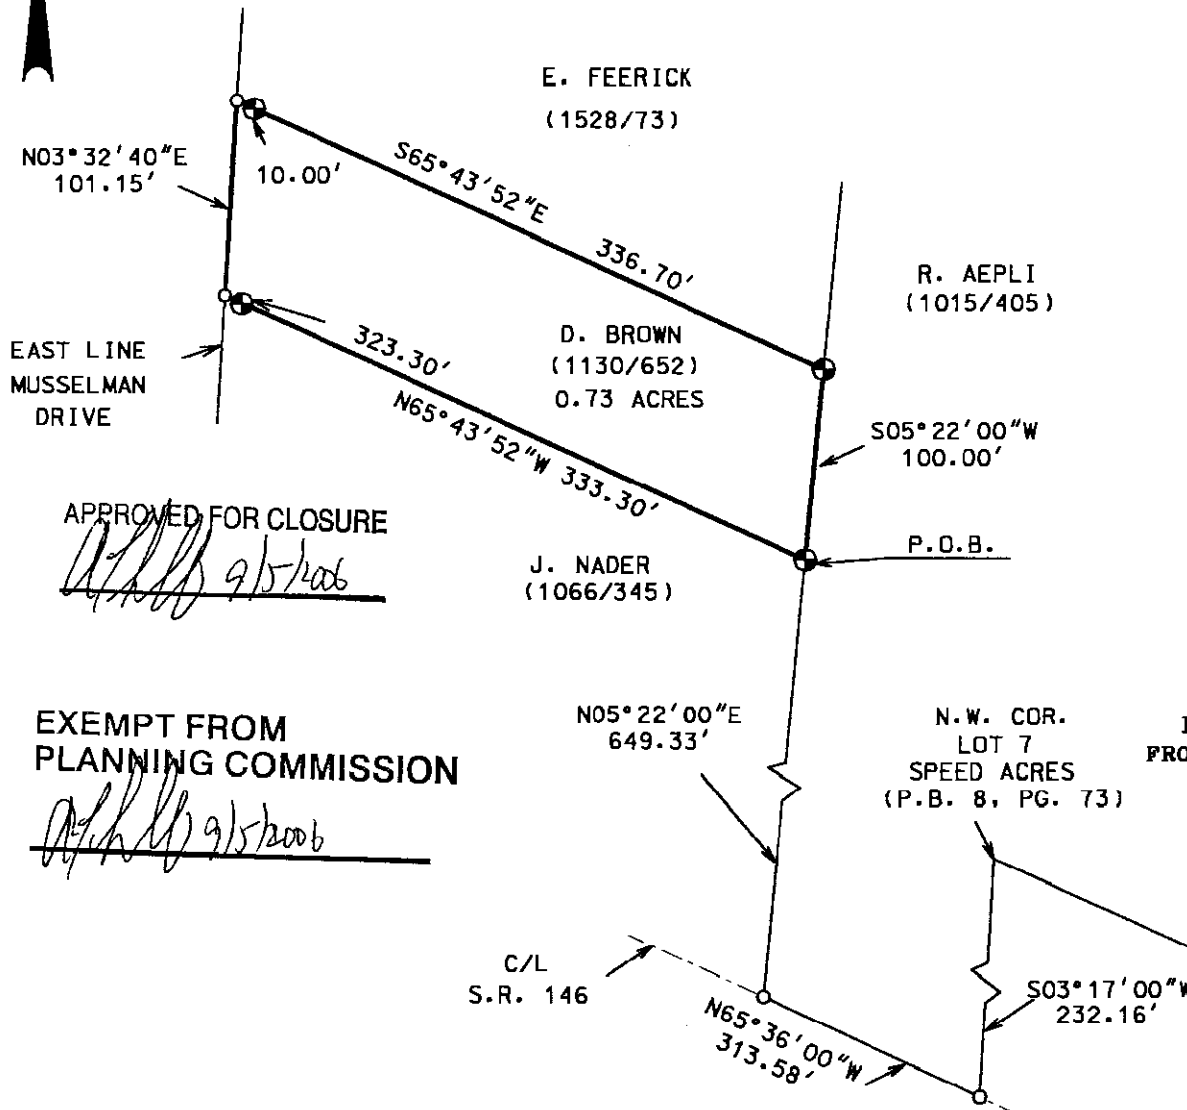 E. FEERICK
(1528/73)
N03°32'40"E
101.15'
10.00'
S65°43'52"E
336.70'
R. AEPLI
(1015/405)
EAST LINE
MUSSELMAN
DRIVE
323.30'
D. BROWN
(1130/652)
0.73 ACRES
N65°43'52"W 333.30'
S05°22'00"W
100.00'
APPROVED FOR CLOSURE
9/5/2006
J. NADER
(1066/345)
P.O.B.
EXEMPT FROM
PLANNING COMMISSION
9/5/2006
N05°22'00"E
649.33'
N.W. COR.
LOT 7
SPEED ACRES
(P.B. 8, PG. 73)
FRO
C/L
S.R. 146
N65°36'00"W
313.58'
S03°17'00"W
232.16'